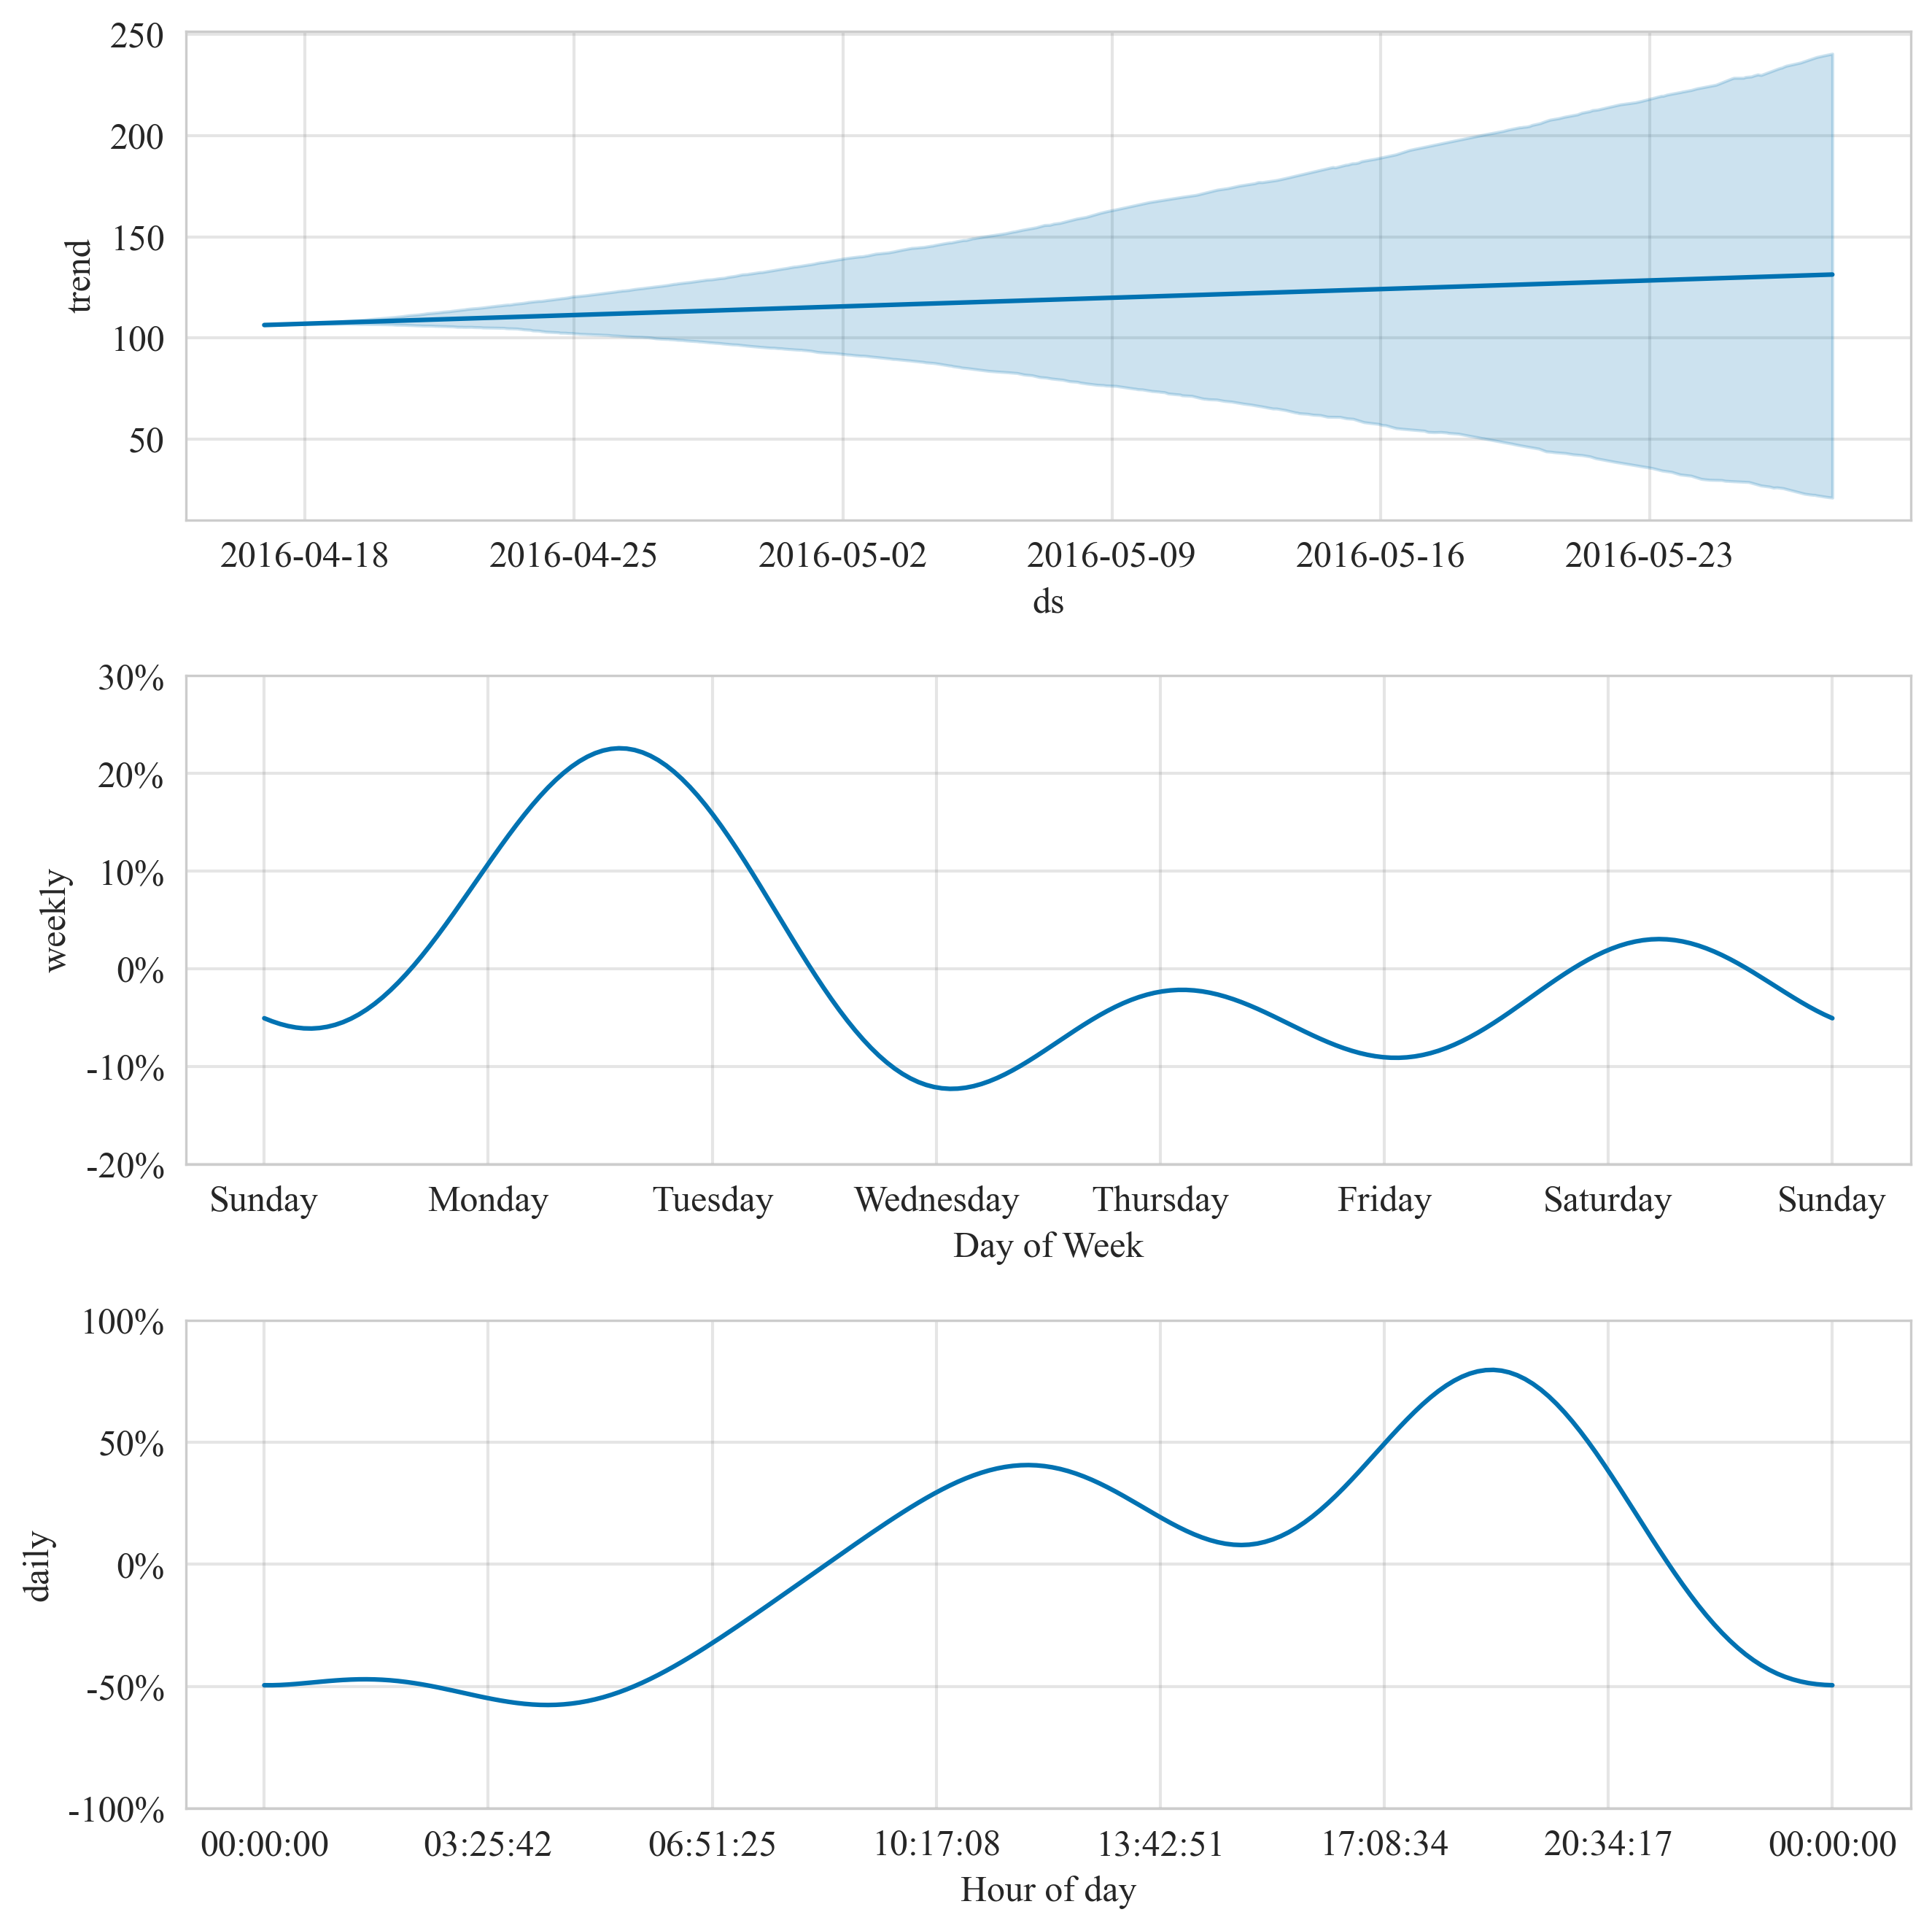 250
200
150
100
50
trend
2016-04-18 2016-04-25 2016-05-02 2016-05-09 2016-05-16 2016-05-23
ds
30%
20%
10%
0%
-10%
-20%
weekly
Sunday Monday Tuesday Wednesday Thursday Friday Saturday Sunday
Day of Week
100%
50%
0%
-50%
-100%
daily
00:00:00 03:25:42 06:51:25 10:17:08 13:42:51 17:08:34 20:34:17 00:00:00
Hour of day